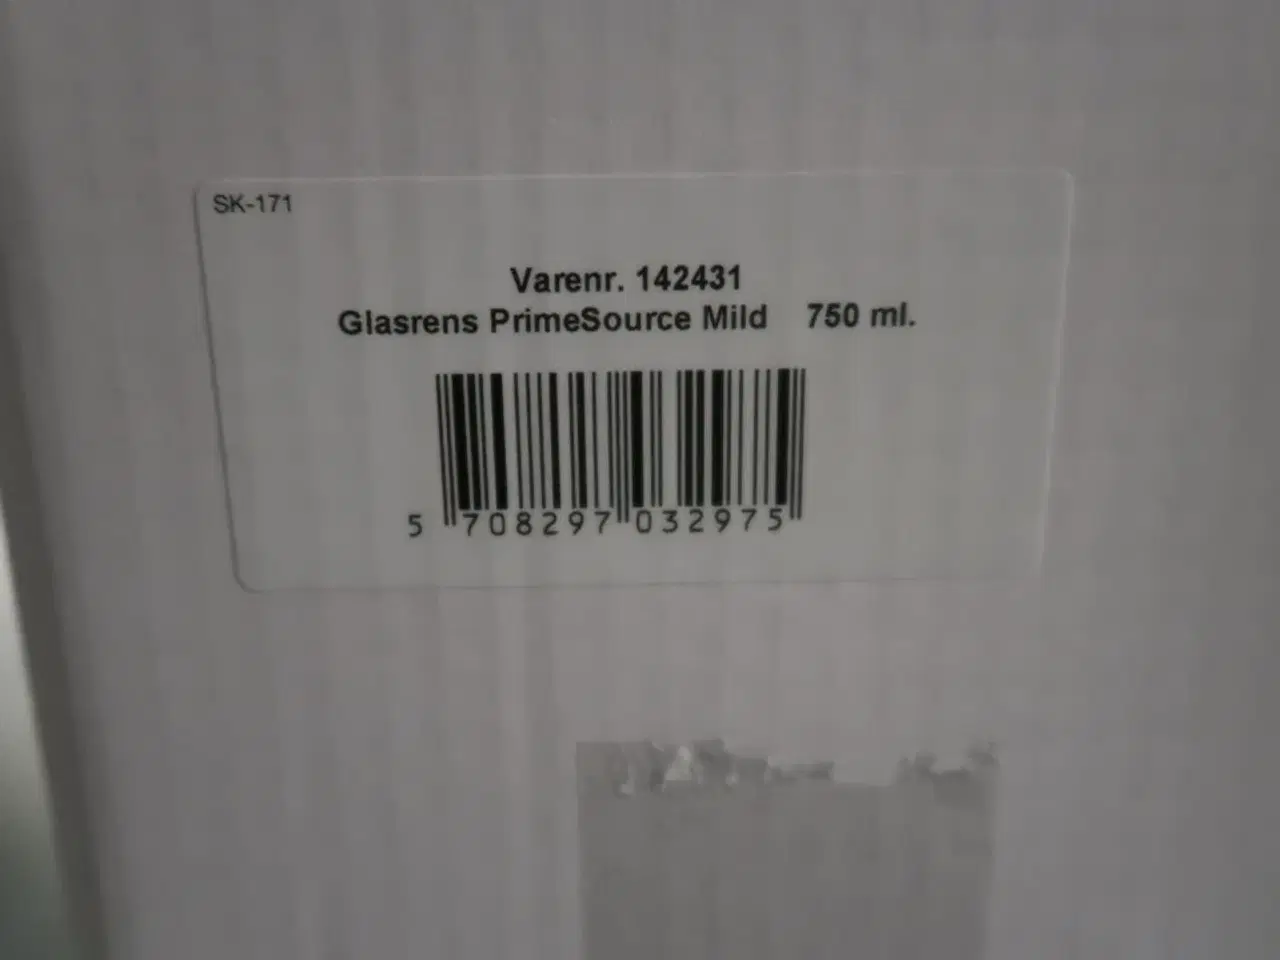 SK-171
Varenr. 142431
Glasrens PrimeSource Mild 750 ml.
5 708297 032975